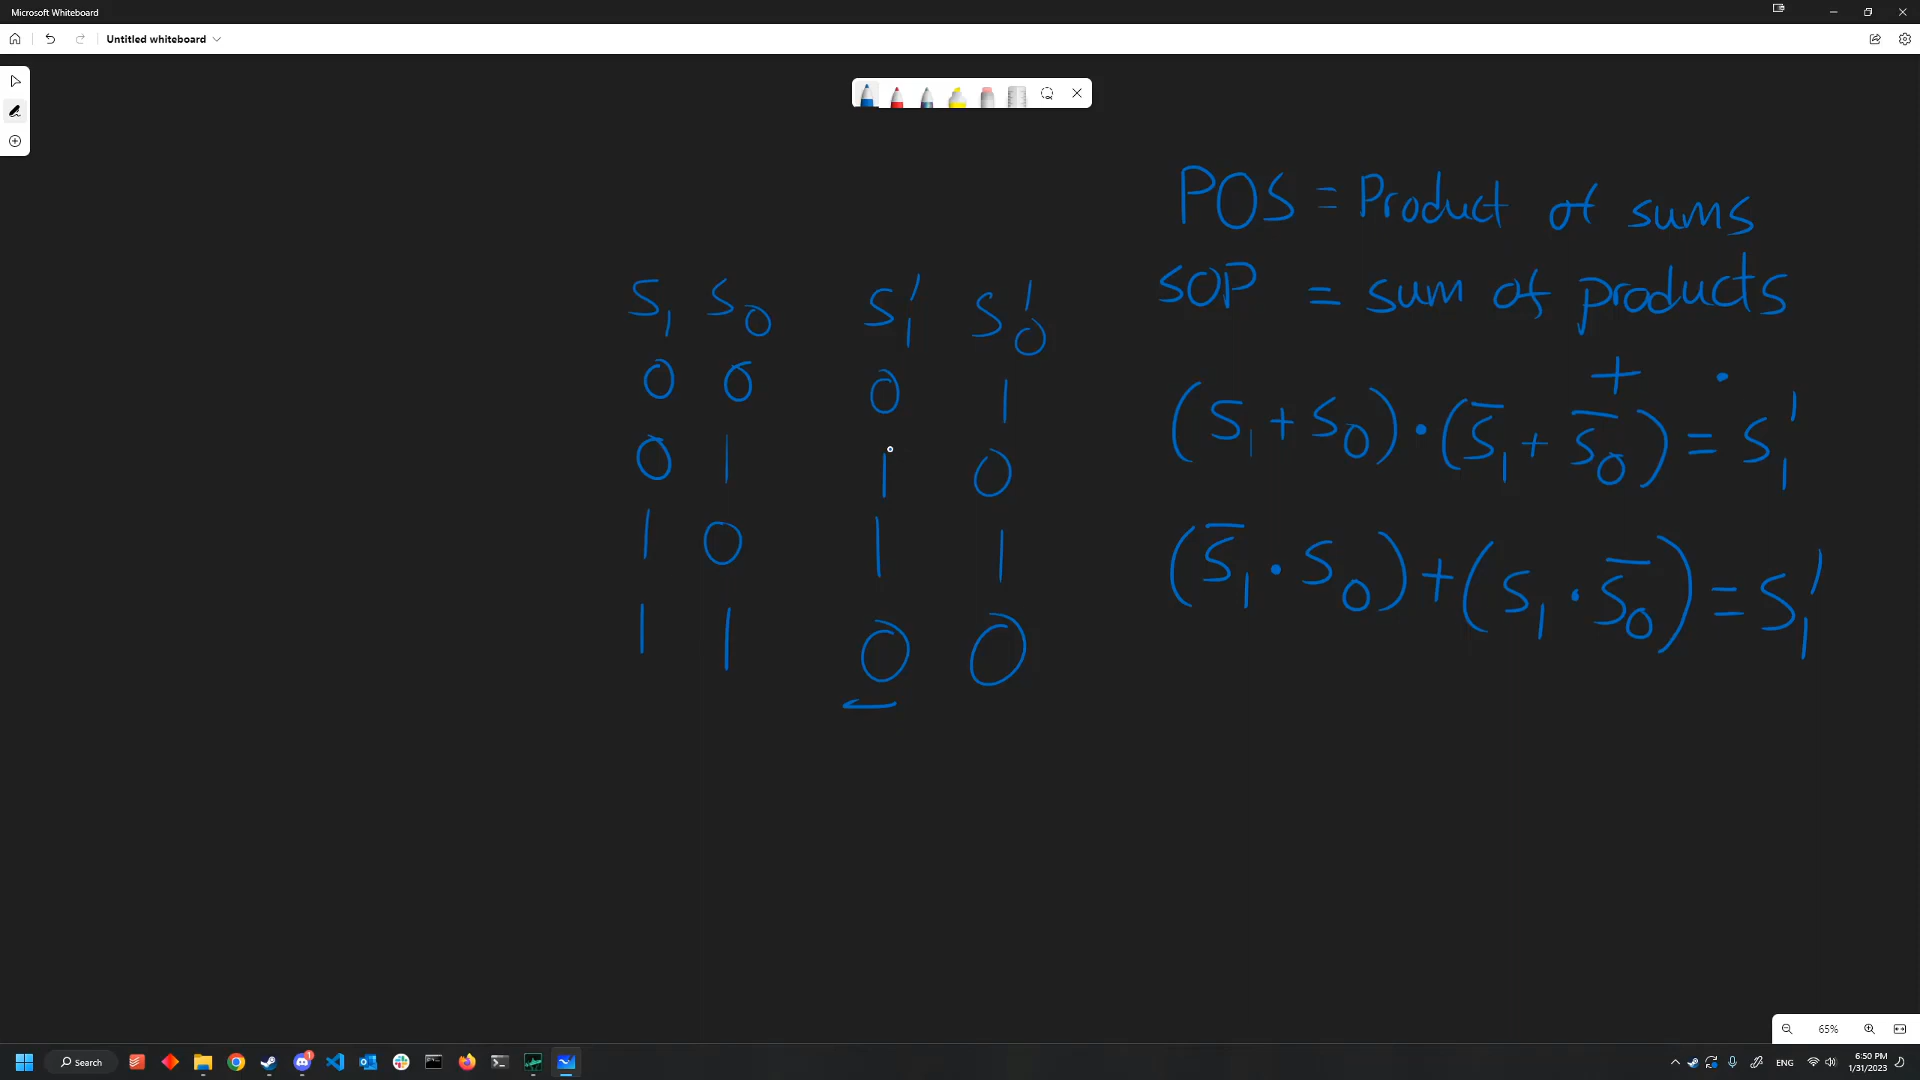 Microsoft Whiteboard
Untitled whiteboard
POS = Product of sums
SOP = sum of products
S₁ S₀ S₁' S₀'
0 0 0 1
0 1 1 0
1 0 1 1
1 1 0 0
+ ·
(S₁ + S₀) · (S̅₁ + S̅₀) = S₁'
(S̅₁ · S₀) + (S₁ · S̅₀) = S₁'
65%
Search
1
ENG
6:50 PM
1/31/2023